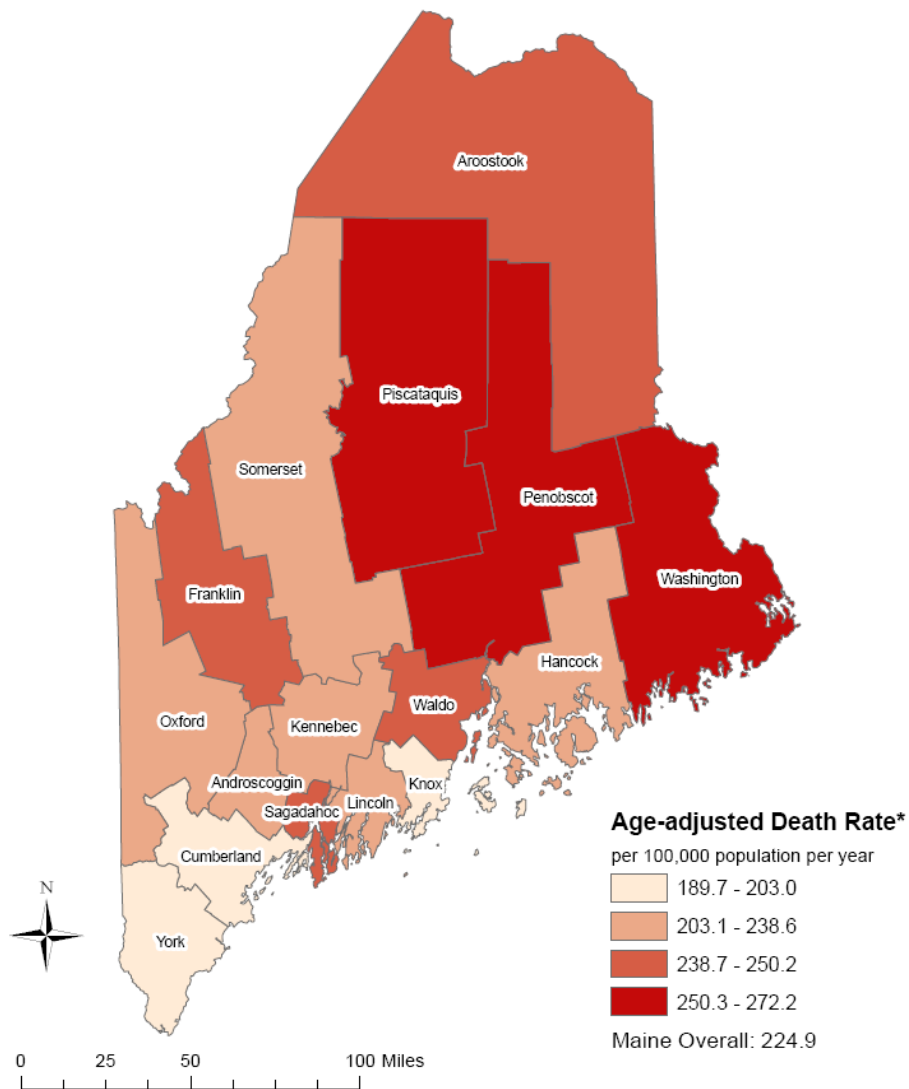 Aroostook
Piscataquis
Somerset
Penobscot
Washington
Franklin
Hancock
Waldo
Oxford
Kennebec
Androscoggin
Knox
Lincoln
Sagadahoc
Cumberland
York
N
Age-adjusted Death Rate*
per 100,000 population per year
189.7 - 203.0
203.1 - 238.6
238.7 - 250.2
250.3 - 272.2
Maine Overall: 224.9
0 25 50 100 Miles